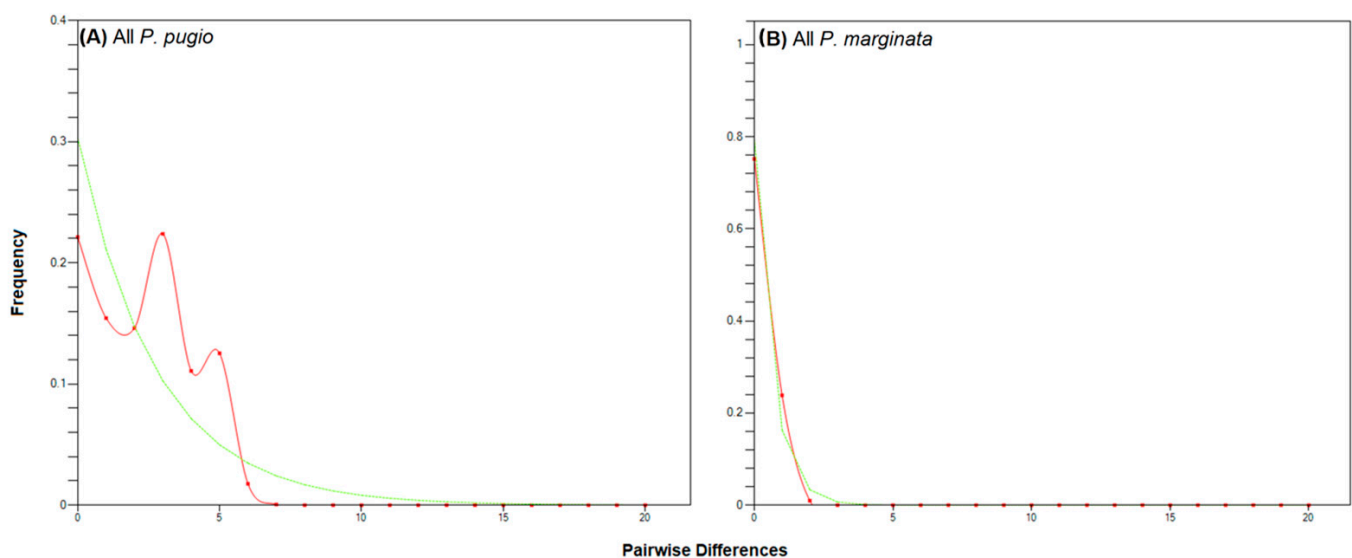 (A) All P. pugio
0.4
0.3
0.2
0.1
0
0 5 10 15 20
(B) All P. marginata
1
0.8
0.6
0.4
0.2
0
0 5 10 15 20
Frequency
Pairwise Differences